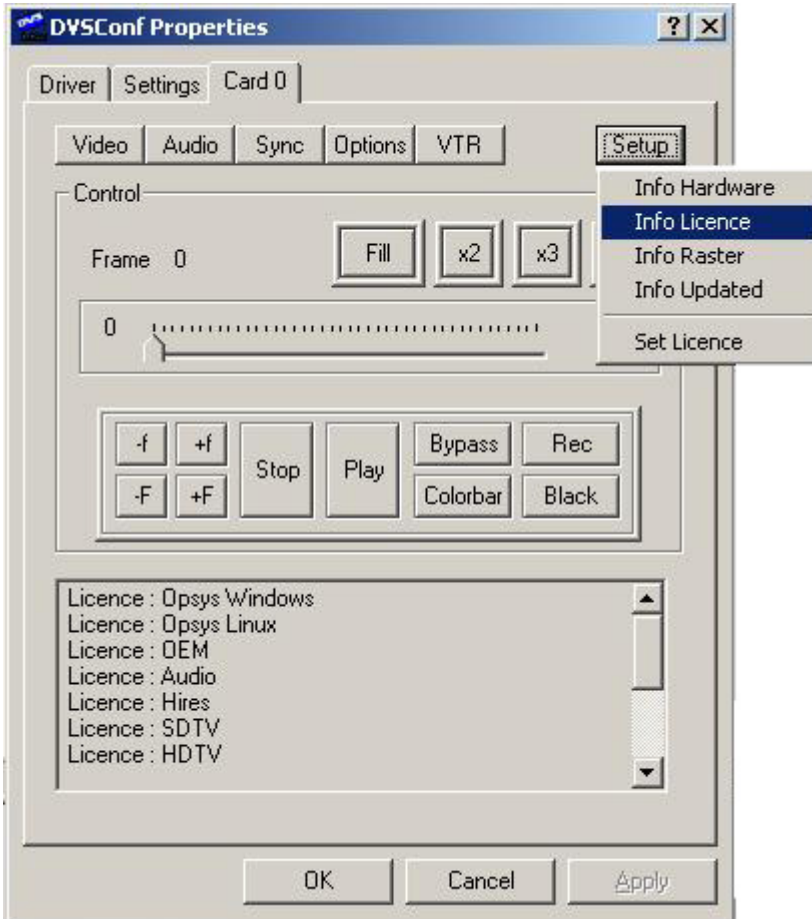 DVSConf Properties
Driver Settings Card 0
Video Audio Sync Options VTR Setup
Info Hardware
Info Licence
Info Raster
Info Updated
Set Licence
Control
Frame 0 Fill x2 x3
0
-f +f Stop Play Bypass Rec
-F +F Colorbar Black
Licence : Opsys Windows
Licence : Opsys Linux
Licence : OEM
Licence : Audio
Licence : Hires
Licence : SDTV
Licence : HDTV
OK Cancel Apply